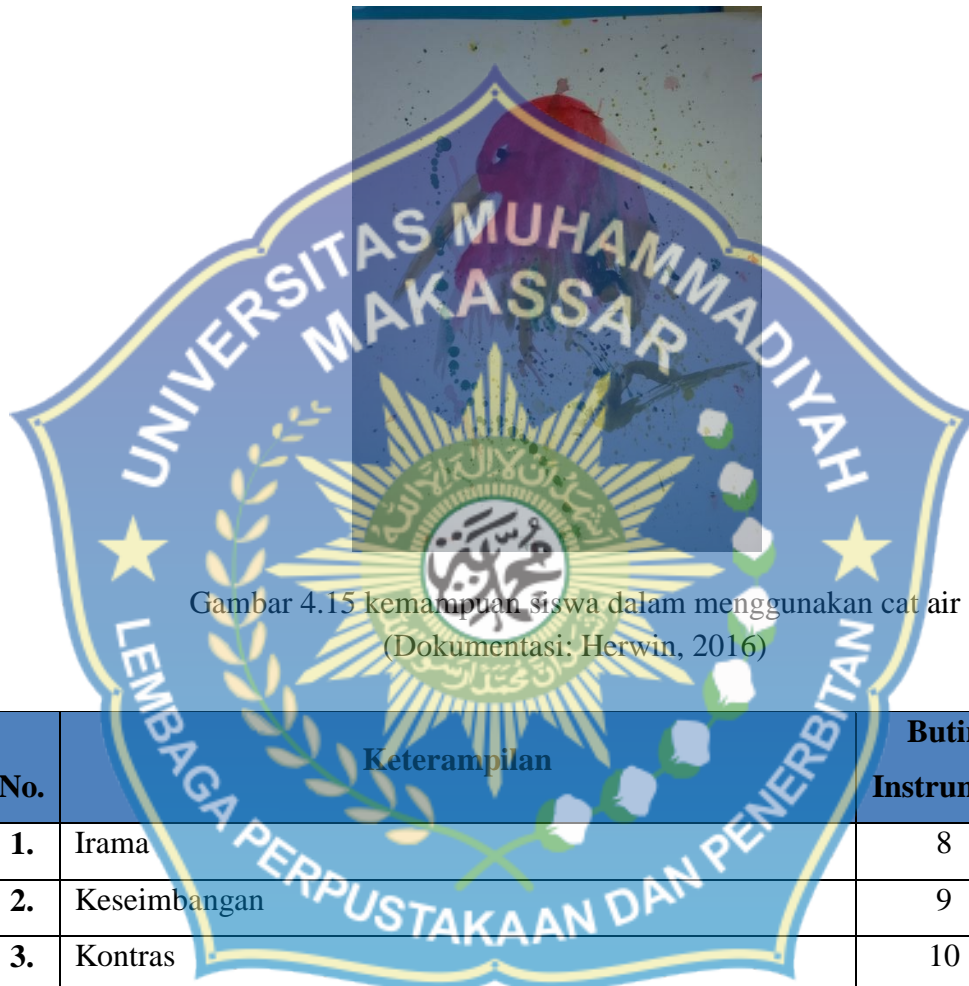 UNIVERSITAS MUHAMMADIYAH
MAKASSAR
Gambar 4.15 kemampuan siswa dalam menggunakan cat air
(Dokumentasi: Herwin, 2016)
No. Keterampilan Butir
1. Irama 8
2. Keseimbangan 9
3. Kontras 10
LEMBAGA PERPUSTAKAAN DAN PENERBITAN